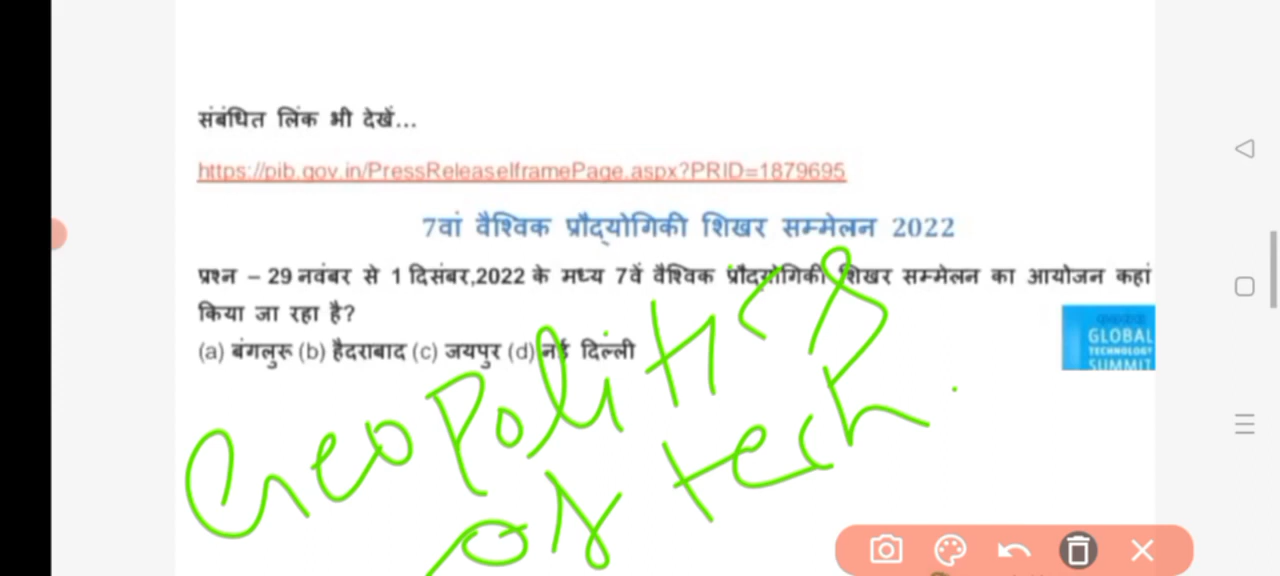 संबंधित लिंक भी देखें...
https://pib.gov.in/PressReleaseIframePage.aspx?PRID=1879695
7वां वैश्विक प्रौद्योगिकी शिखर सम्मेलन 2022
प्रश्न – 29 नवंबर से 1 दिसंबर,2022 के मध्य 7वें वैश्विक प्रौद्योगिकी शिखर सम्मेलन का आयोजन कहां
किया जा रहा है?
(a) बंगलुरू (b) हैदराबाद (c) जयपुर (d) नई दिल्ली
GLOBAL
TECHNOLOGY
SUMMIT
Geopolitics
of tech